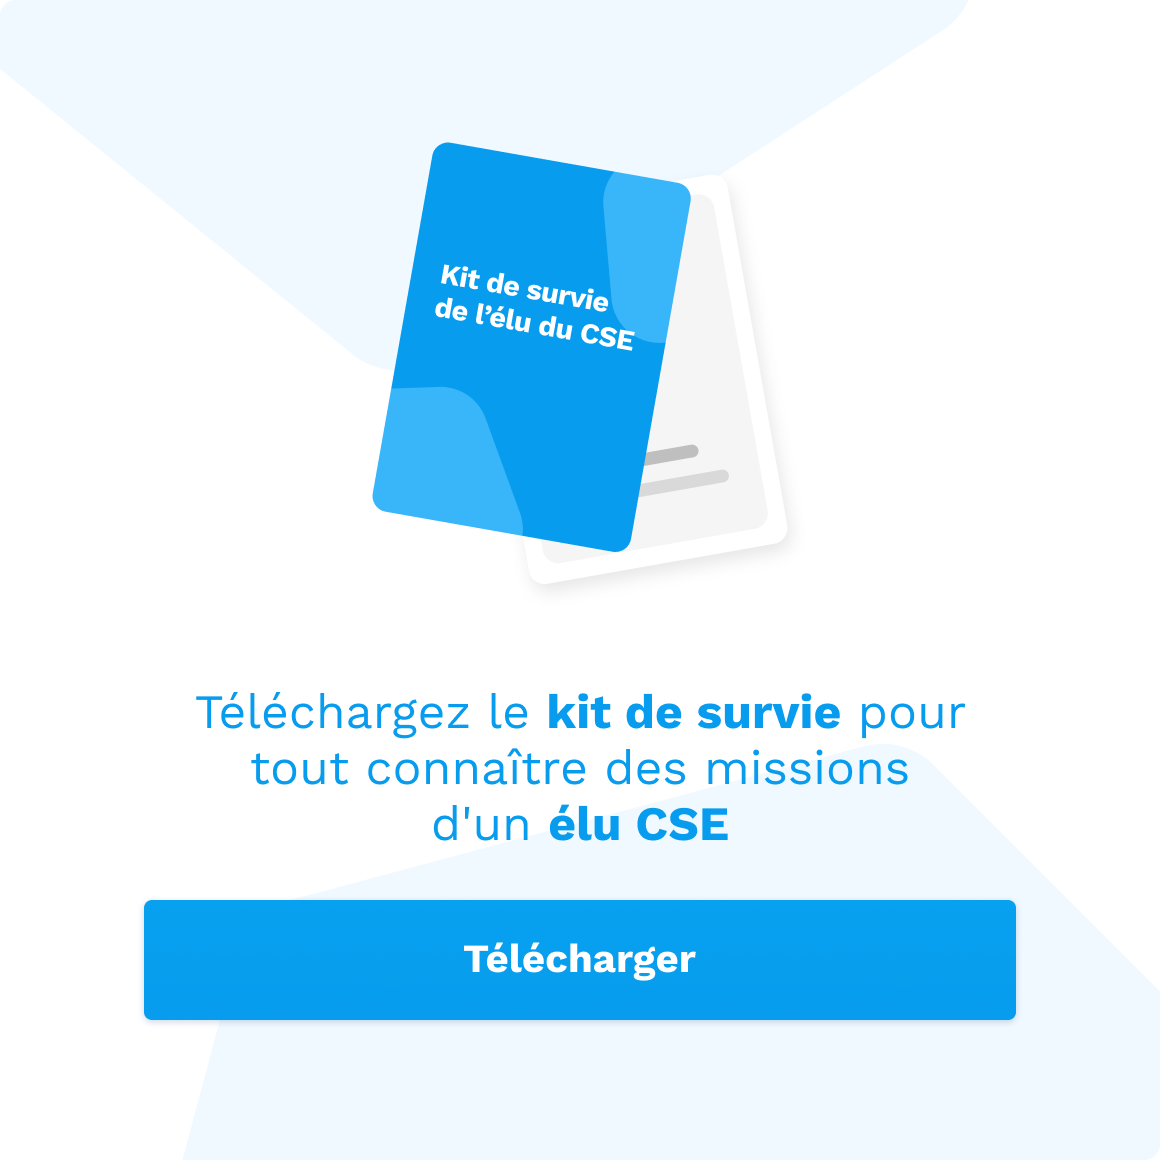 Kit de survie
de l’élu du CSE
Téléchargez le kit de survie pour
tout connaître des missions
d'un élu CSE
Télécharger